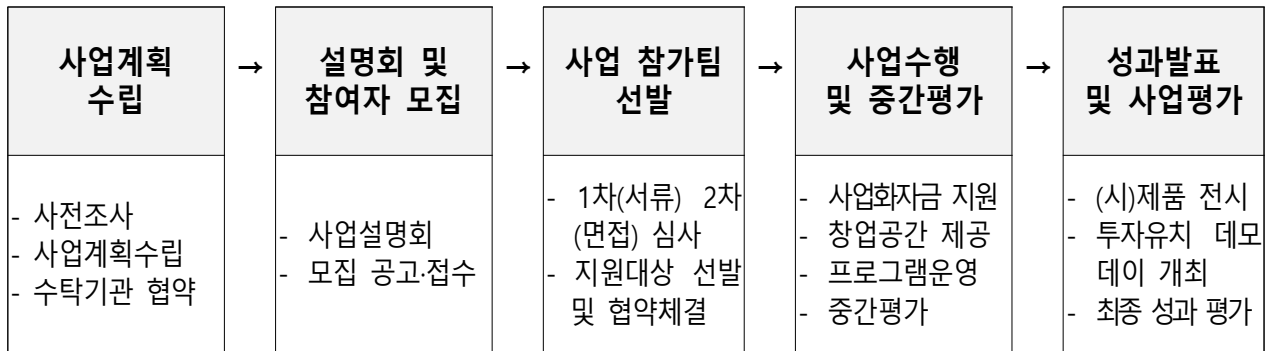 사업계획
수립
→
설명회 및
참여자 모집
→
사업 참가팀
선발
→
사업수행
및 중간평가
→
성과발표
및 사업평가
- 사전조사
- 사업계획수립
- 수탁기관 협약
- 사업설명회
- 모집 공고·접수
- 1차(서류) 2차
(면접) 심사
- 지원대상 선발
및 협약체결
- 사업화자금 지원
- 창업공간 제공
- 프로그램운영
- 중간평가
- (시)제품 전시
- 투자유치 데모
데이 개최
- 최종 성과 평가